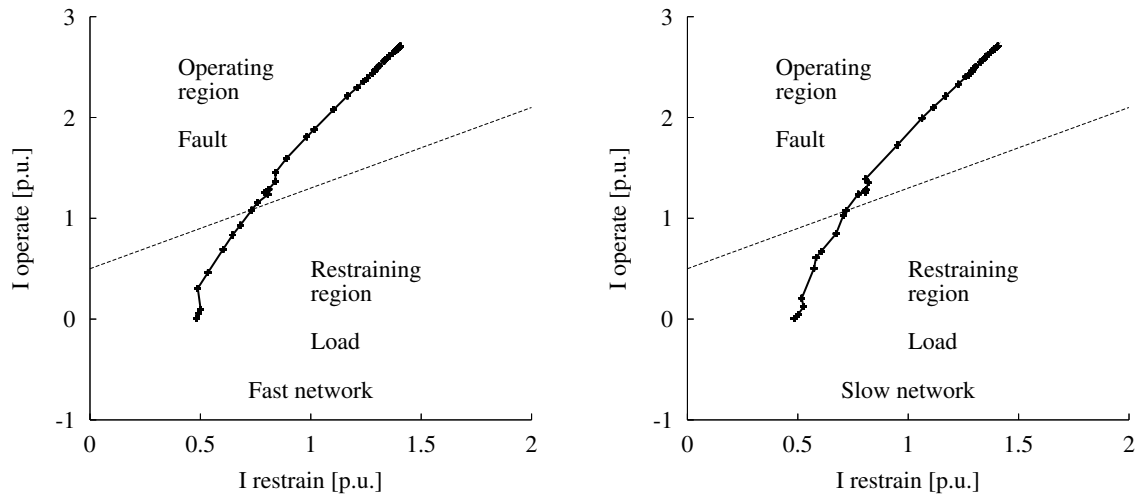 3
2
1
0
-1
0
0.5
1
1.5
2
I operate [p.u.]
I restrain [p.u.]
Operating
region
Fault
Restraining
region
Load
Fast network
3
2
1
0
-1
0
0.5
1
1.5
2
I operate [p.u.]
I restrain [p.u.]
Operating
region
Fault
Restraining
region
Load
Slow network